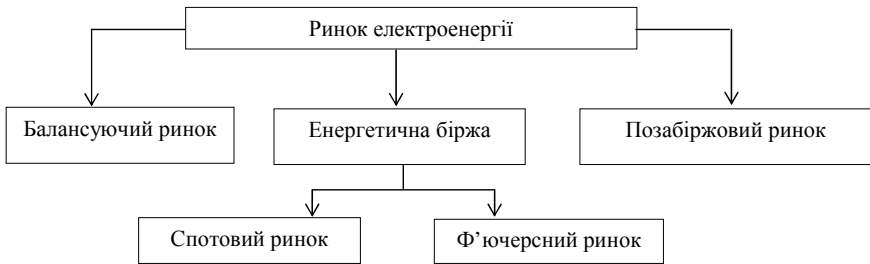 Ринок електроенергії
Балансуючий ринок
Енергетична біржа
Позабіржовий ринок
Спотовий ринок
Ф’ючерсний ринок